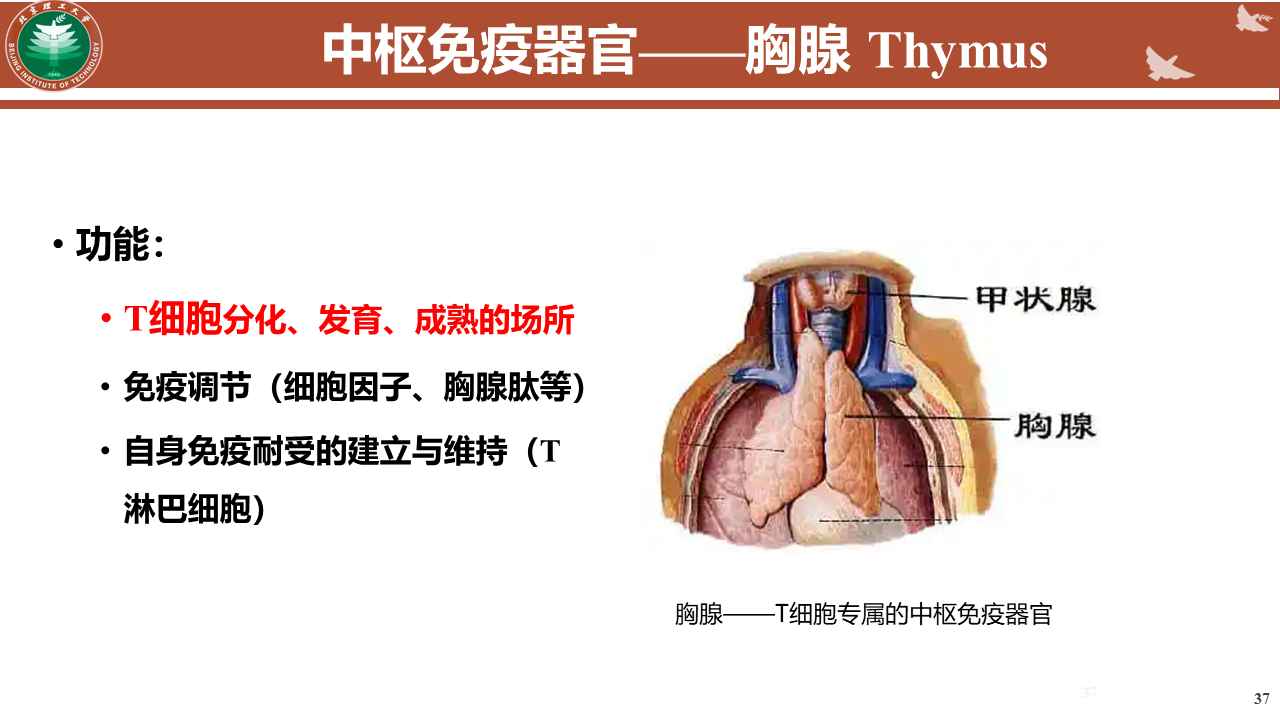 北京理工大学
BEIJING INSTITUTE OF TECHNOLOGY
1940
中枢免疫器官——胸腺 Thymus
• 功能：
• T细胞分化、发育、成熟的场所
• 免疫调节（细胞因子、胸腺肽等）
• 自身免疫耐受的建立与维持（T
淋巴细胞）
甲状腺
胸腺
胸腺——T细胞专属的中枢免疫器官
37
37